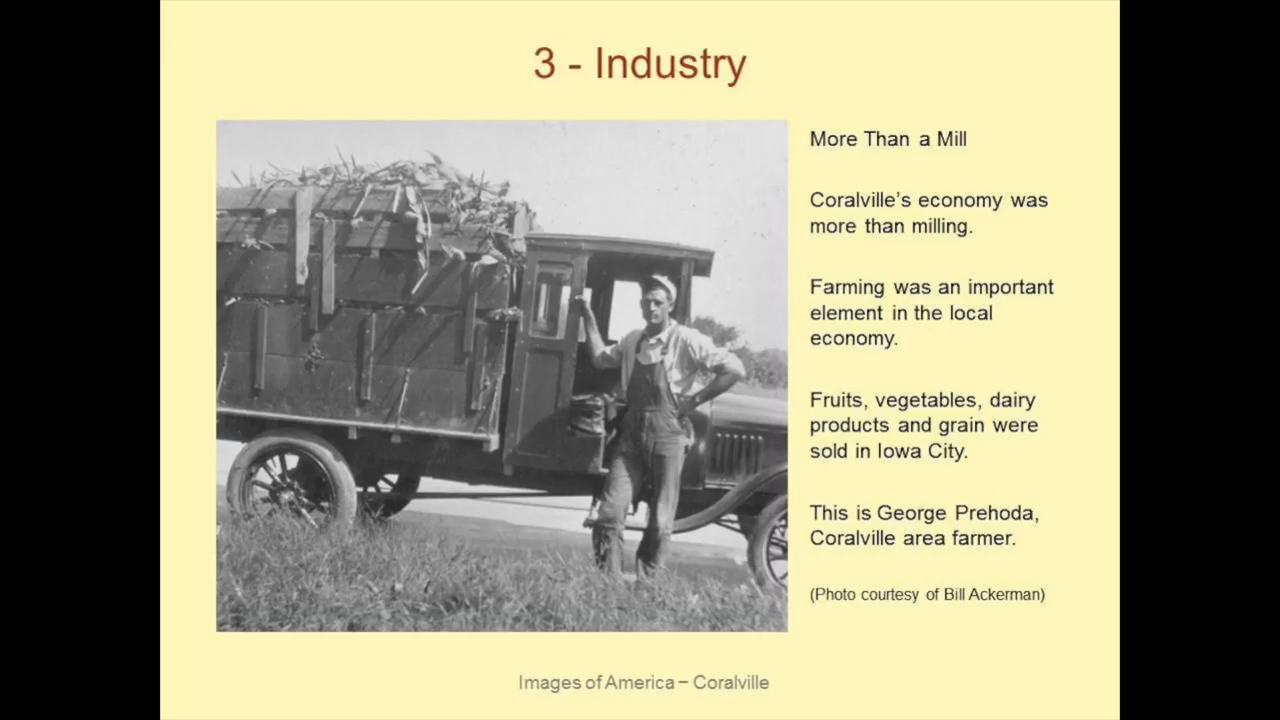 3 - Industry
More Than a Mill
Coralville’s economy was
more than milling.
Farming was an important
element in the local
economy.
Fruits, vegetables, dairy
products and grain were
sold in Iowa City.
This is George Prehoda,
Coralville area farmer.
(Photo courtesy of Bill Ackerman)
Images of America – Coralville